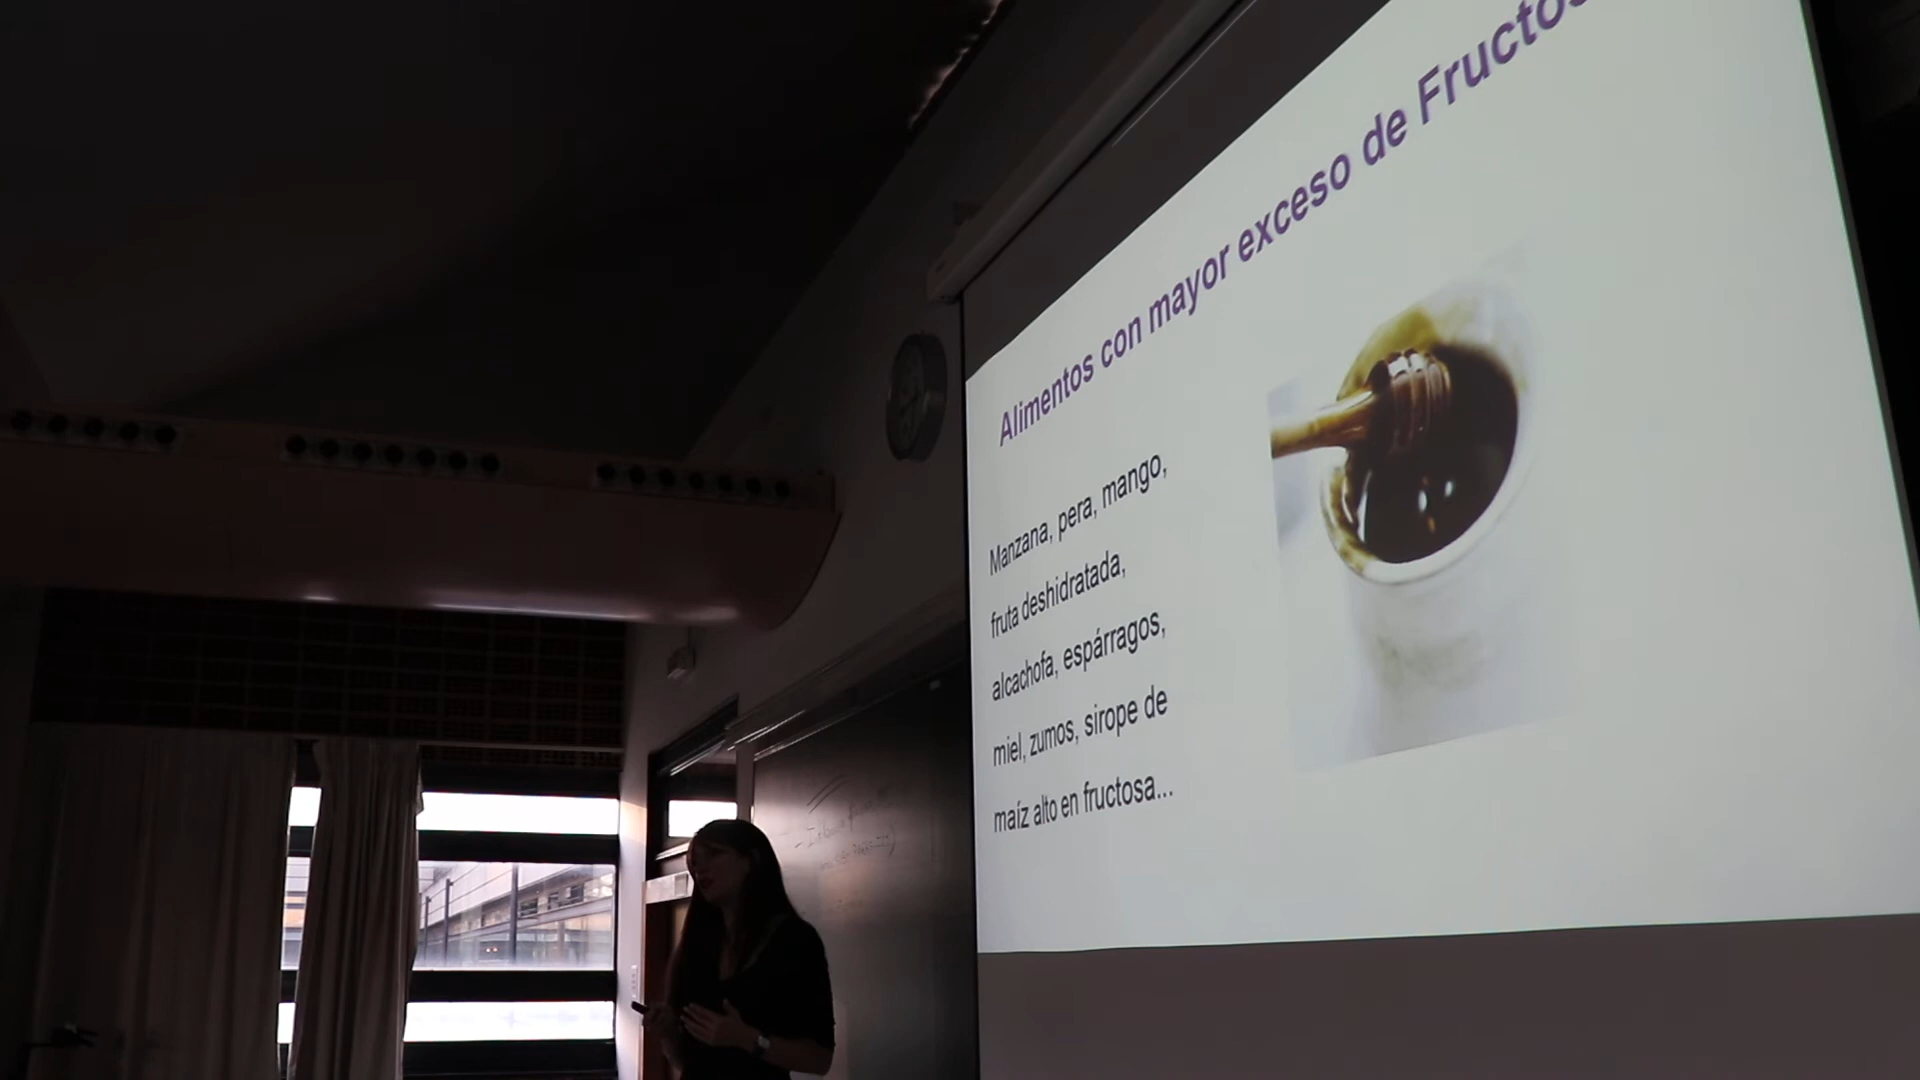 Alimentos con mayor exceso de
Manzana, pera, mango,
fruta deshidratada,
alcachofa, espárragos,
miel, zumos, sirope de
maíz alto en fructosa...